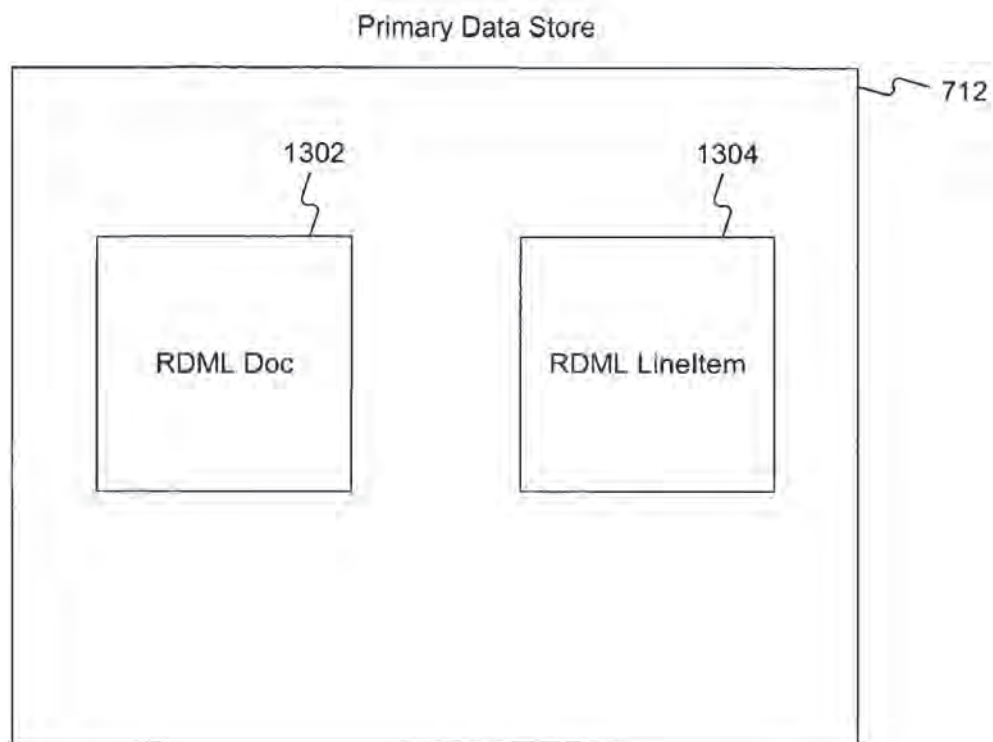 Primary Data Store
712
1302
1304
RDML Doc
RDML LineItem